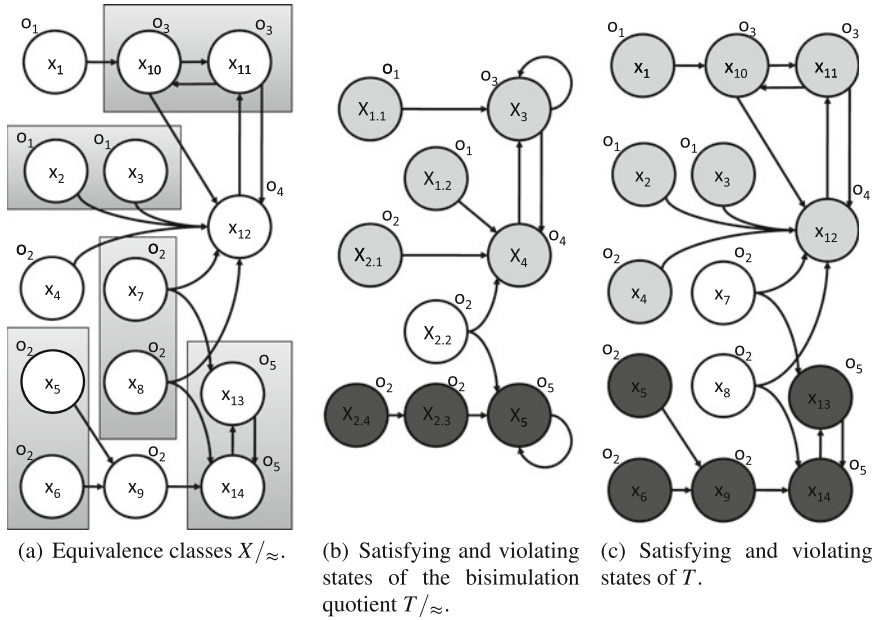 O1 O3 O3
x1 x10 x11
O1 O1
x2 x3 O4
x12
O2 O2
x4 x7
O2 O2 O5
x5 x8 x13
O2 O5
x6 x9 x14
(a) Equivalence classes X/≈.
O1 O3
X1.1 X3
O1
X1.2
O2 O4
X2.1 X4
O2
X2.2
O2 O2 O5
X2.4 X2.3 X5
(b) Satisfying and violating
states of the bisimulation
quotient T/≈.
O1 O3 O3
x1 x10 x11
O1 O1
x2 x3 O4
x12
O2 O2
x4 x7
O2 O2 O5
x5 x8 x13
O2 O2 O5
x6 x9 x14
(c) Satisfying and violating
states of T.